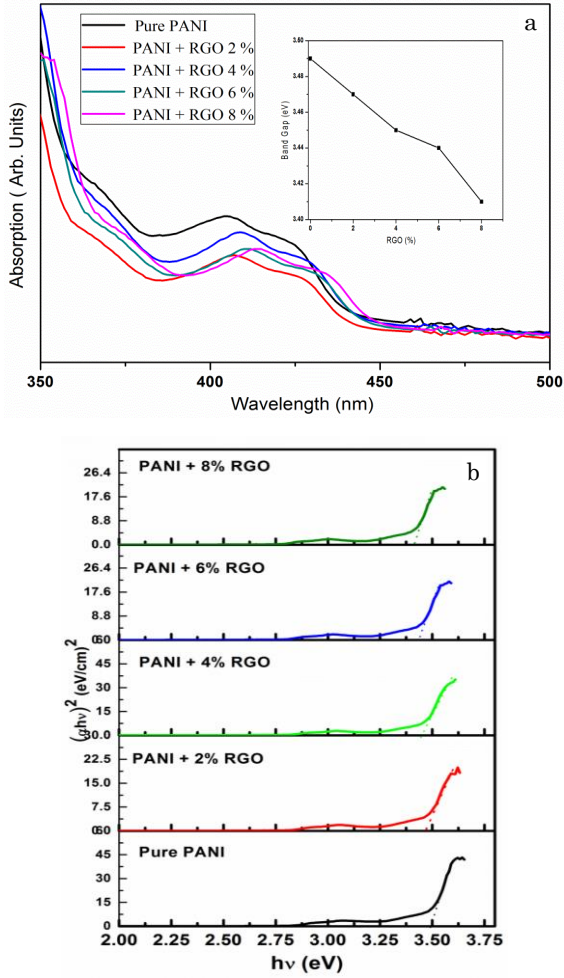 a
Pure PANI
PANI + RGO 2 %
PANI + RGO 4 %
PANI + RGO 6 %
PANI + RGO 8 %
Absorption ( Arb. Units)
3.60
3.48
3.46
3.44
3.42
3.40
Band Gap (eV)
0 2 4 6 8
RGO (%)
350 400 450 500
Wavelength (nm)
b
PANI + 8% RGO
26.4
17.6
8.8
0.0
PANI + 6% RGO
26.4
17.6
8.8
PANI + 4% RGO
45
30
15
PANI + 2% RGO
30.0
22.5
15.0
7.5
Pure PANI
45
30
15
0
(αhν)² (eV/cm)²
2.00 2.25 2.50 2.75 3.00 3.25 3.50 3.75
hν (eV)